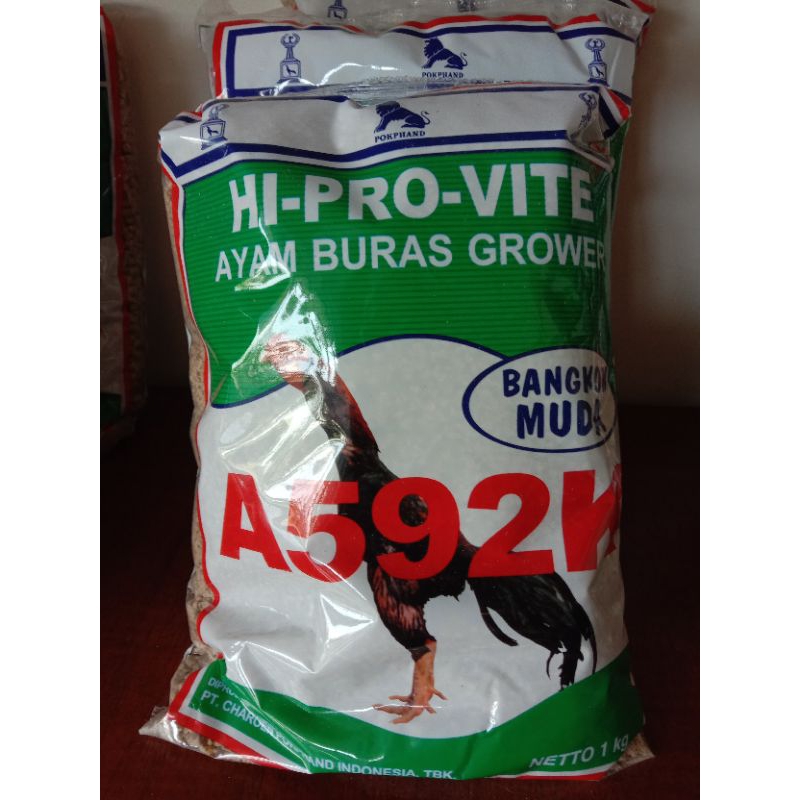 POKPHAND
POKPHAND
HI-PRO-VITE
AYAM BURAS GROWER
BANGKOK
MUDA
A592K
PT. CHAROEN POKPHAND INDONESIA, TBK.
NETTO 1 kg